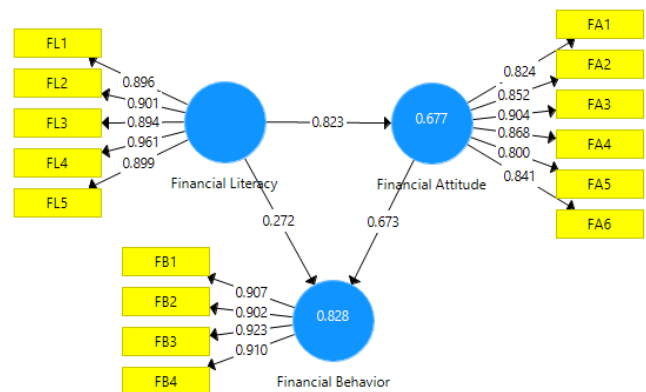 FL1
FL2
FL3
FL4
FL5
0.896
0.901
0.894
0.961
0.899
Financial Literacy
0.823
0.677
Financial Attitude
0.824
0.852
0.904
0.868
0.800
0.841
FA1
FA2
FA3
FA4
FA5
FA6
0.272
0.673
FB1
FB2
FB3
FB4
0.907
0.902
0.923
0.910
0.828
Financial Behavior